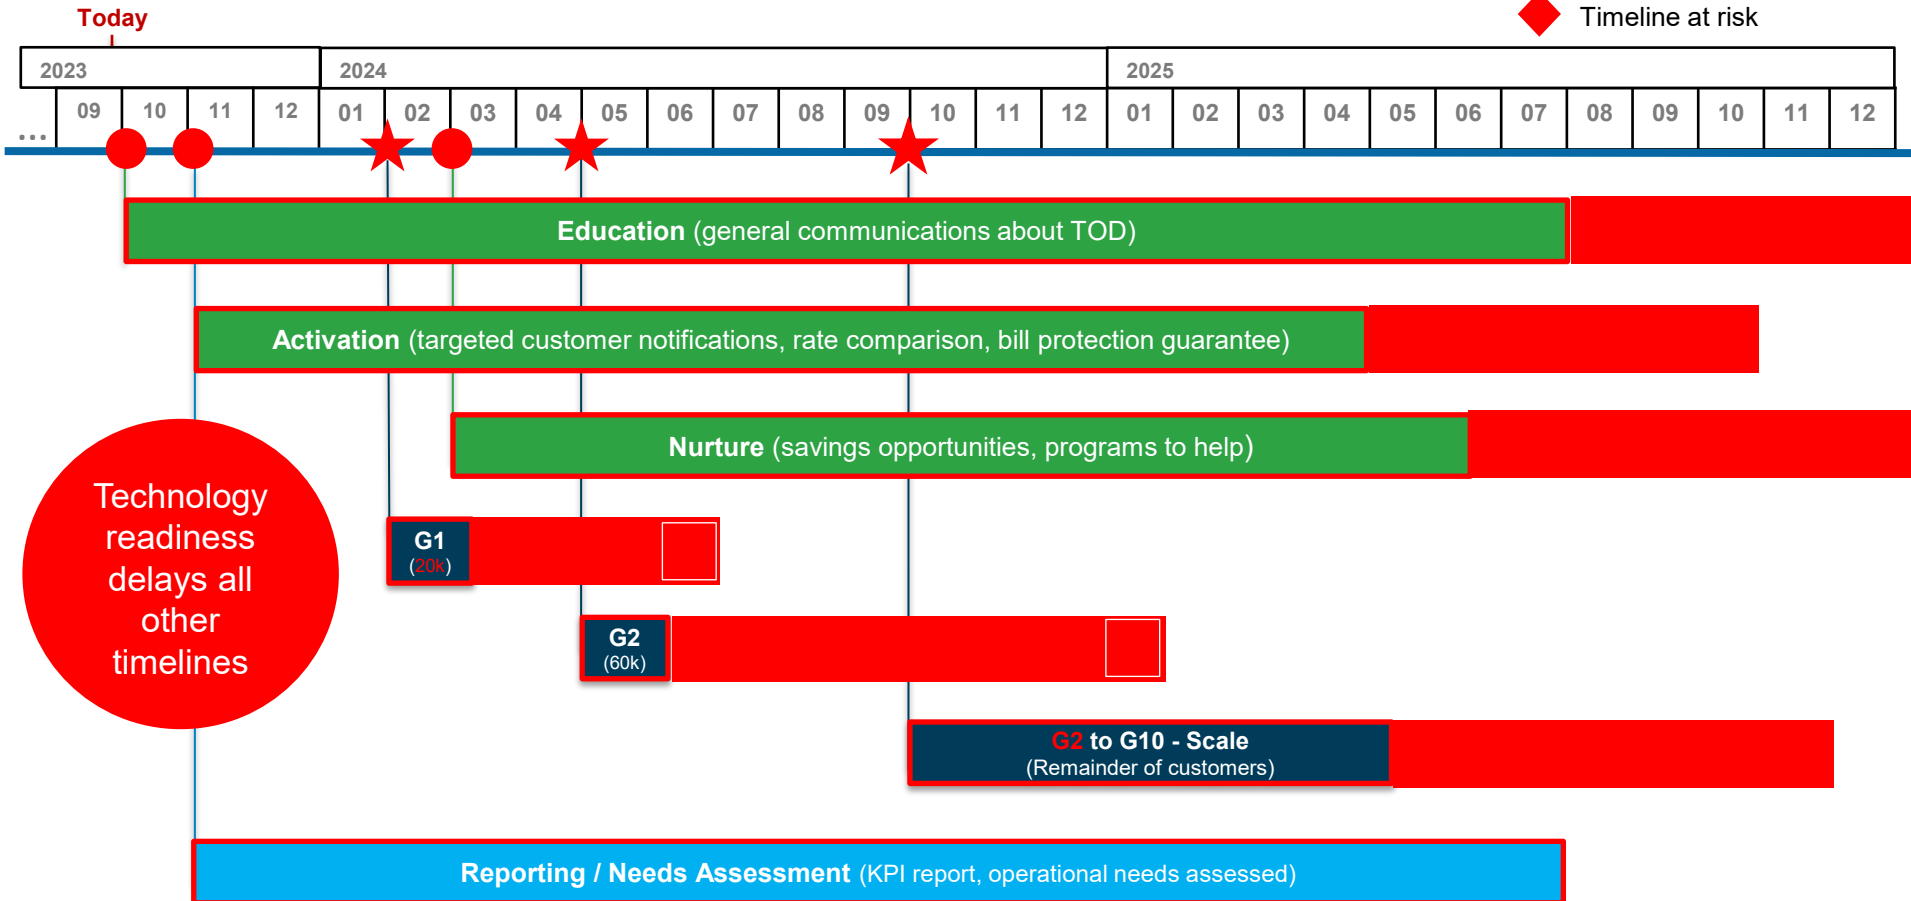 Today
Timeline at risk
2023 2024 2025
... 09 10 11 12 01 02 03 04 05 06 07 08 09 10 11 12 01 02 03 04 05 06 07 08 09 10 11 12
Education (general communications about TOD)
Activation (targeted customer notifications, rate comparison, bill protection guarantee)
Nurture (savings opportunities, programs to help)
Technology
readiness
delays all
other
timelines
G1
(20k)
G2
(60k)
G2 to G10 - Scale
(Remainder of customers)
Reporting / Needs Assessment (KPI report, operational needs assessed)